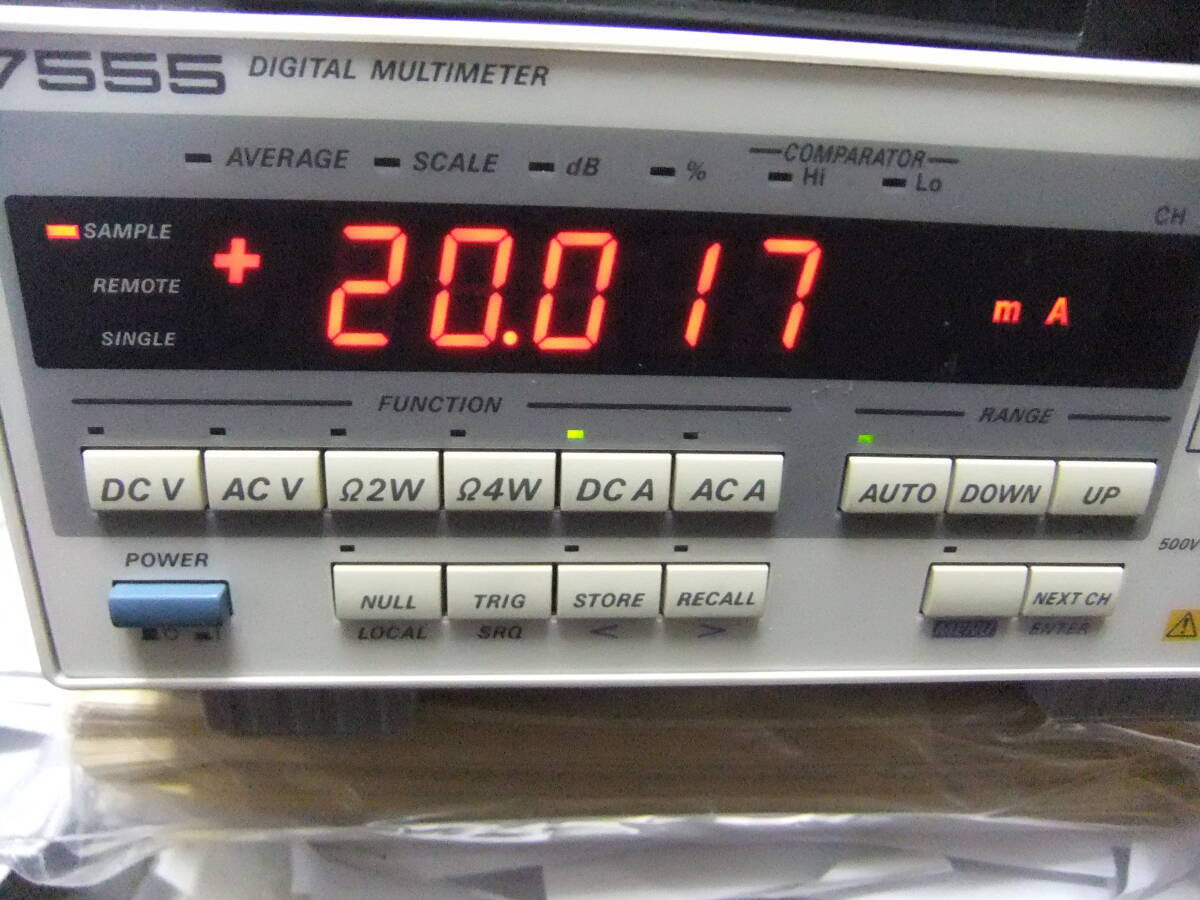 7555 DIGITAL MULTIMETER
AVERAGE SCALE dB %
COMPARATOR
Hi Lo
CH
SAMPLE
REMOTE
SINGLE
+ 20.017 mA
FUNCTION
RANGE
DC V AC V Ω2W Ω4W DC A AC A
AUTO DOWN UP
POWER
500V
NULL TRIG STORE RECALL
NEXT CH
LOCAL SRQ < >
MENU ENTER